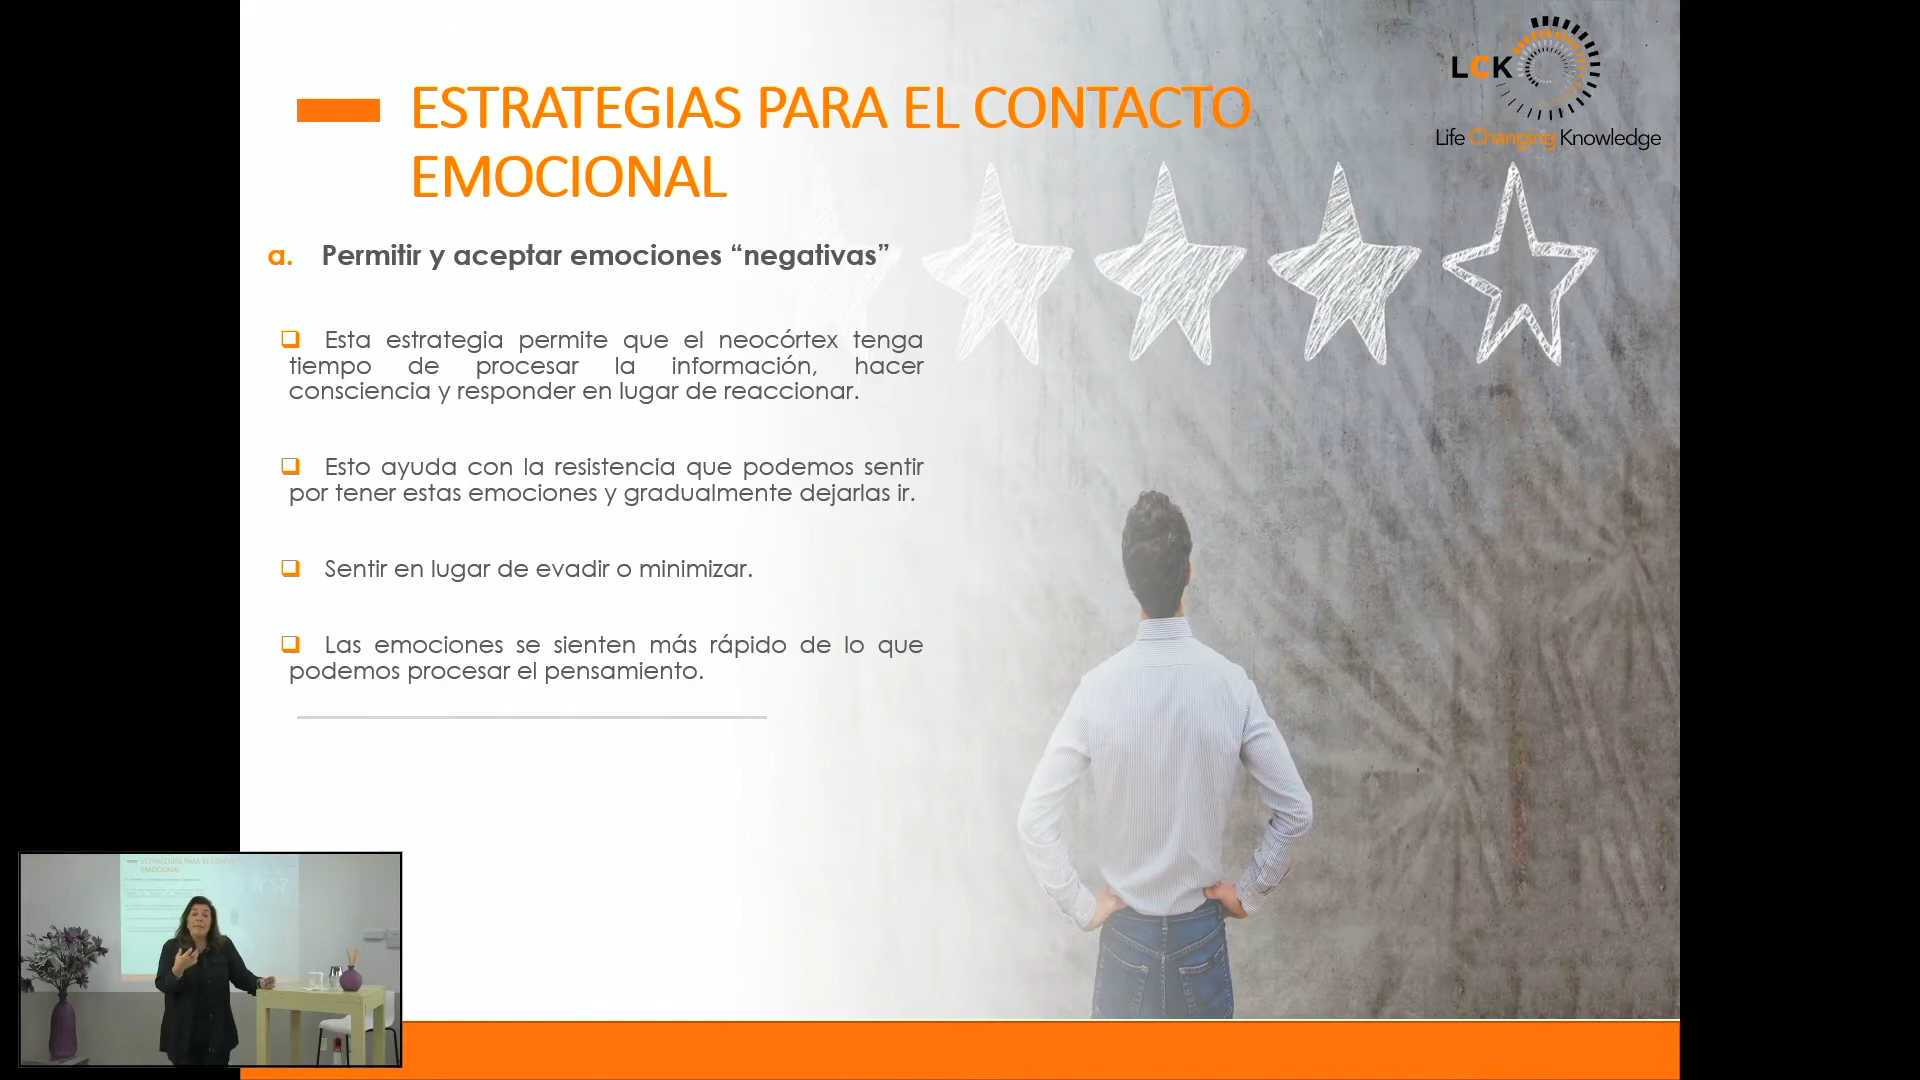 LCK
Life Changing Knowledge
ESTRATEGIAS PARA EL CONTACTO
EMOCIONAL
a. Permitir y aceptar emociones “negativas”
❑ Esta estrategia permite que el neocórtex tenga
tiempo de procesar la información, hacer
consciencia y responder en lugar de reaccionar.
❑ Esto ayuda con la resistencia que podemos sentir
por tener estas emociones y gradualmente dejarlas ir.
❑ Sentir en lugar de evadir o minimizar.
❑ Las emociones se sienten más rápido de lo que
podemos procesar el pensamiento.
EMOCIONAL